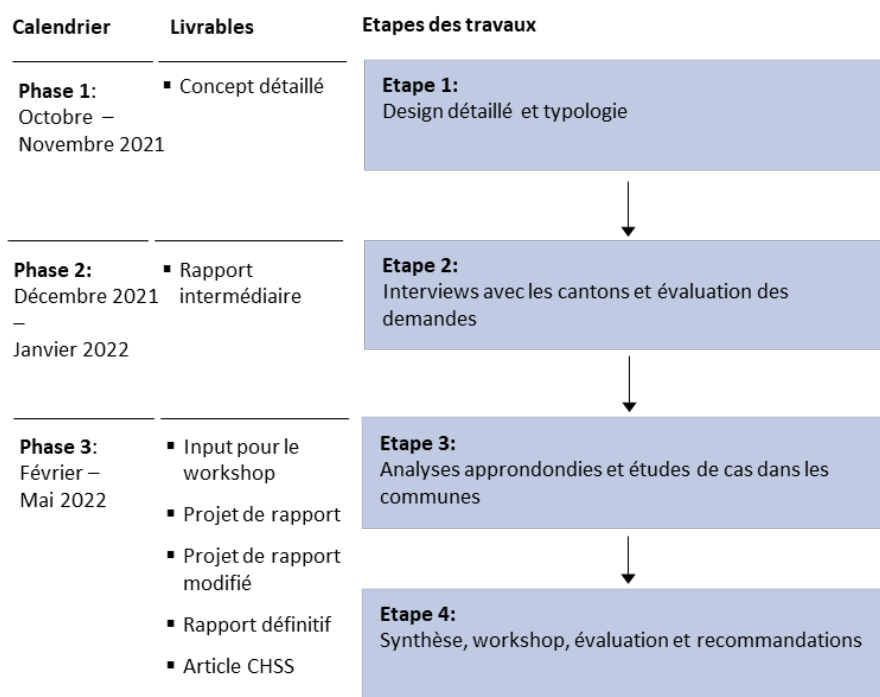 Calendrier
Livrables
Etapes des travaux
Phase 1:
Octobre –
Novembre 2021
▪ Concept détaillé
Etape 1:
Design détaillé et typologie
Phase 2:
Décembre 2021
–
Janvier 2022
▪ Rapport
intermédiaire
Etape 2:
Interviews avec les cantons et évaluation des
demandes
Phase 3:
Février –
Mai 2022
▪ Input pour le
workshop
▪ Projet de rapport
▪ Projet de rapport
modifié
▪ Rapport définitif
▪ Article CHSS
Etape 3:
Analyses approndondies et études de cas dans les
communes
Etape 4:
Synthèse, workshop, évaluation et recommandations